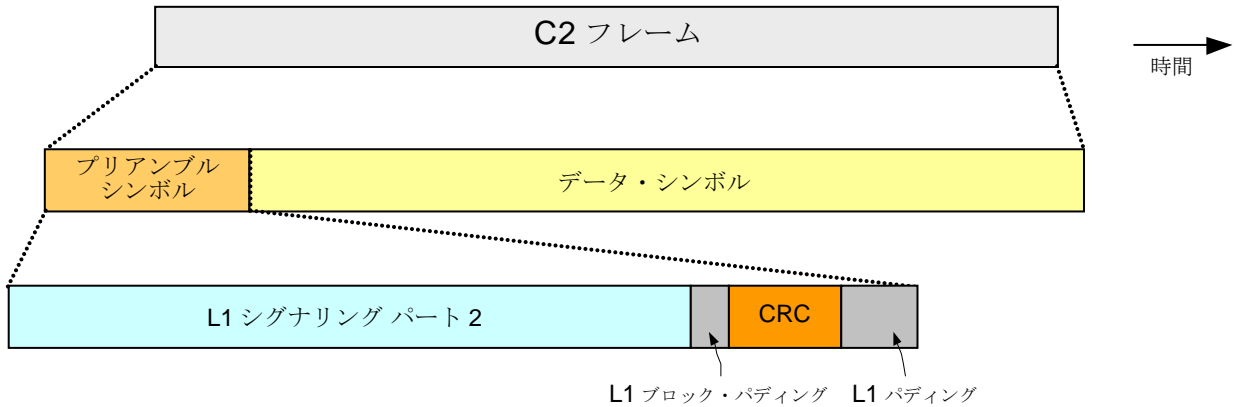 C2 フレーム
時間
プリアンブル
シンボル
データ・シンボル
L1 シグナリング パート 2
CRC
L1 ブロック・パディング
L1 パディング